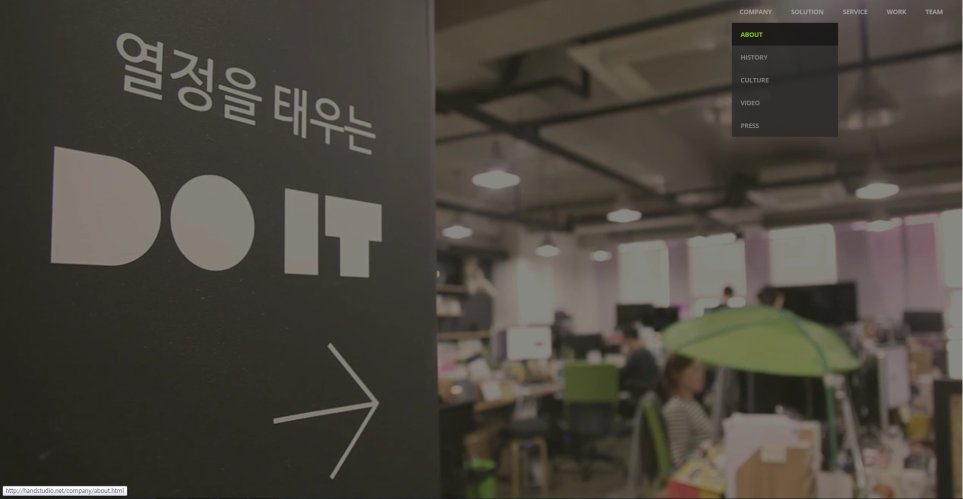 COMPANY SOLUTION SERVICE WORK TEAM
ABOUT
HISTORY
CULTURE
VIDEO
PRESS
열정을 태우는
DO IT
http://handstudio.net/company/about.html